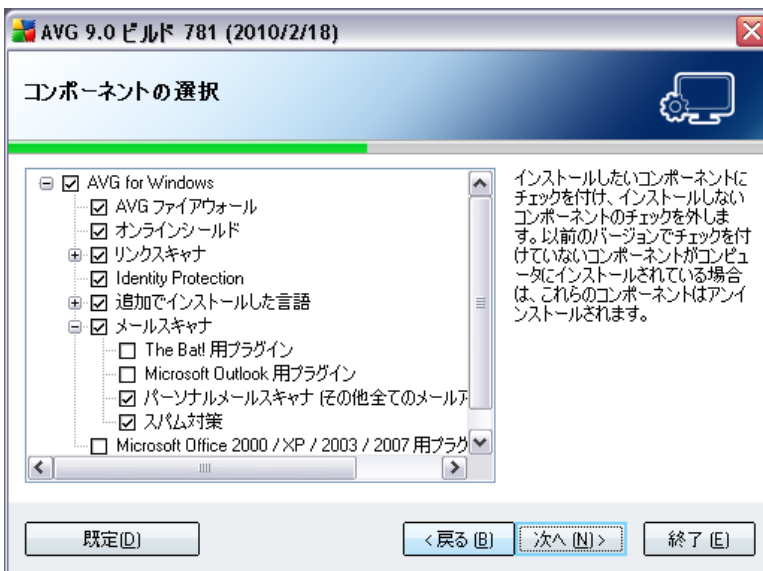 AVG 9.0 ビルド 781 (2010/2/18)
コンポーネントの選択
AVG for Windows
AVG ファイアウォール
オンラインシールド
リンクスキャナ
Identity Protection
追加でインストールした言語
メールスキャナ
The Bat! 用プラグイン
Microsoft Outlook 用プラグイン
パーソナルメールスキャナ (その他全てのメールア
スパム対策
Microsoft Office 2000 / XP / 2003 / 2007 用プラグ
インストールしたいコンポーネントに
チェックを付け、インストールしない
コンポーネントのチェックを外しま
す。以前のバージョンでチェックを付
けていないコンポーネントがコンピュ
ータにインストールされている場合
は、これらのコンポーネントはアンイ
ンストールされます。
既定(D)
< 戻る (B)
次へ (N) >
終了 (E)